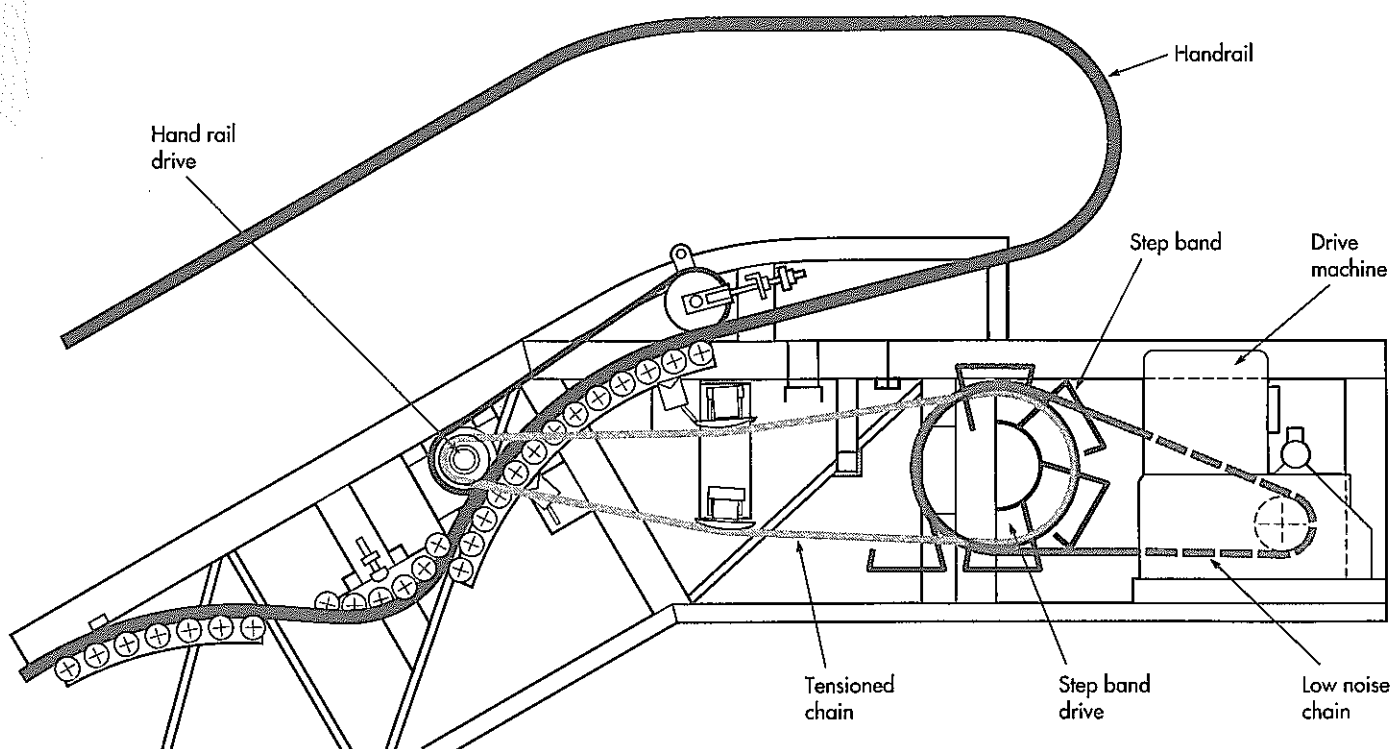 Handrail
Hand rail
drive
Step band
Drive
machine
Tensioned
chain
Step band
drive
Low noise
chain